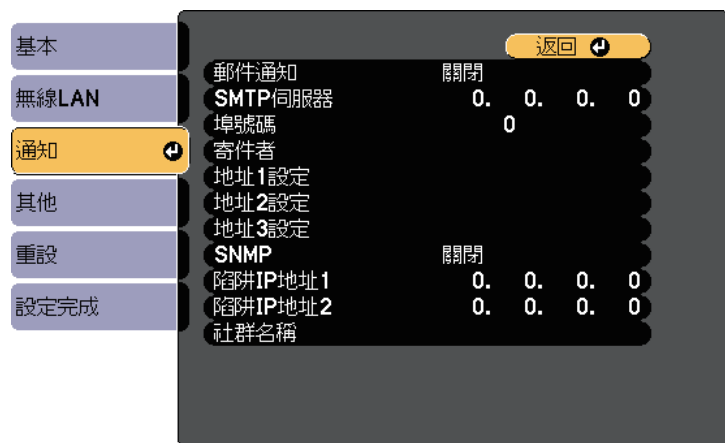 基本
無線LAN
通知
其他
重設
設定完成
返回
郵件通知 關閉
SMTP伺服器 0. 0. 0. 0
埠號碼 0
寄件者
地址1設定
地址2設定
地址3設定
SNMP 關閉
陷阱IP地址1 0. 0. 0. 0
陷阱IP地址2 0. 0. 0. 0
社群名稱